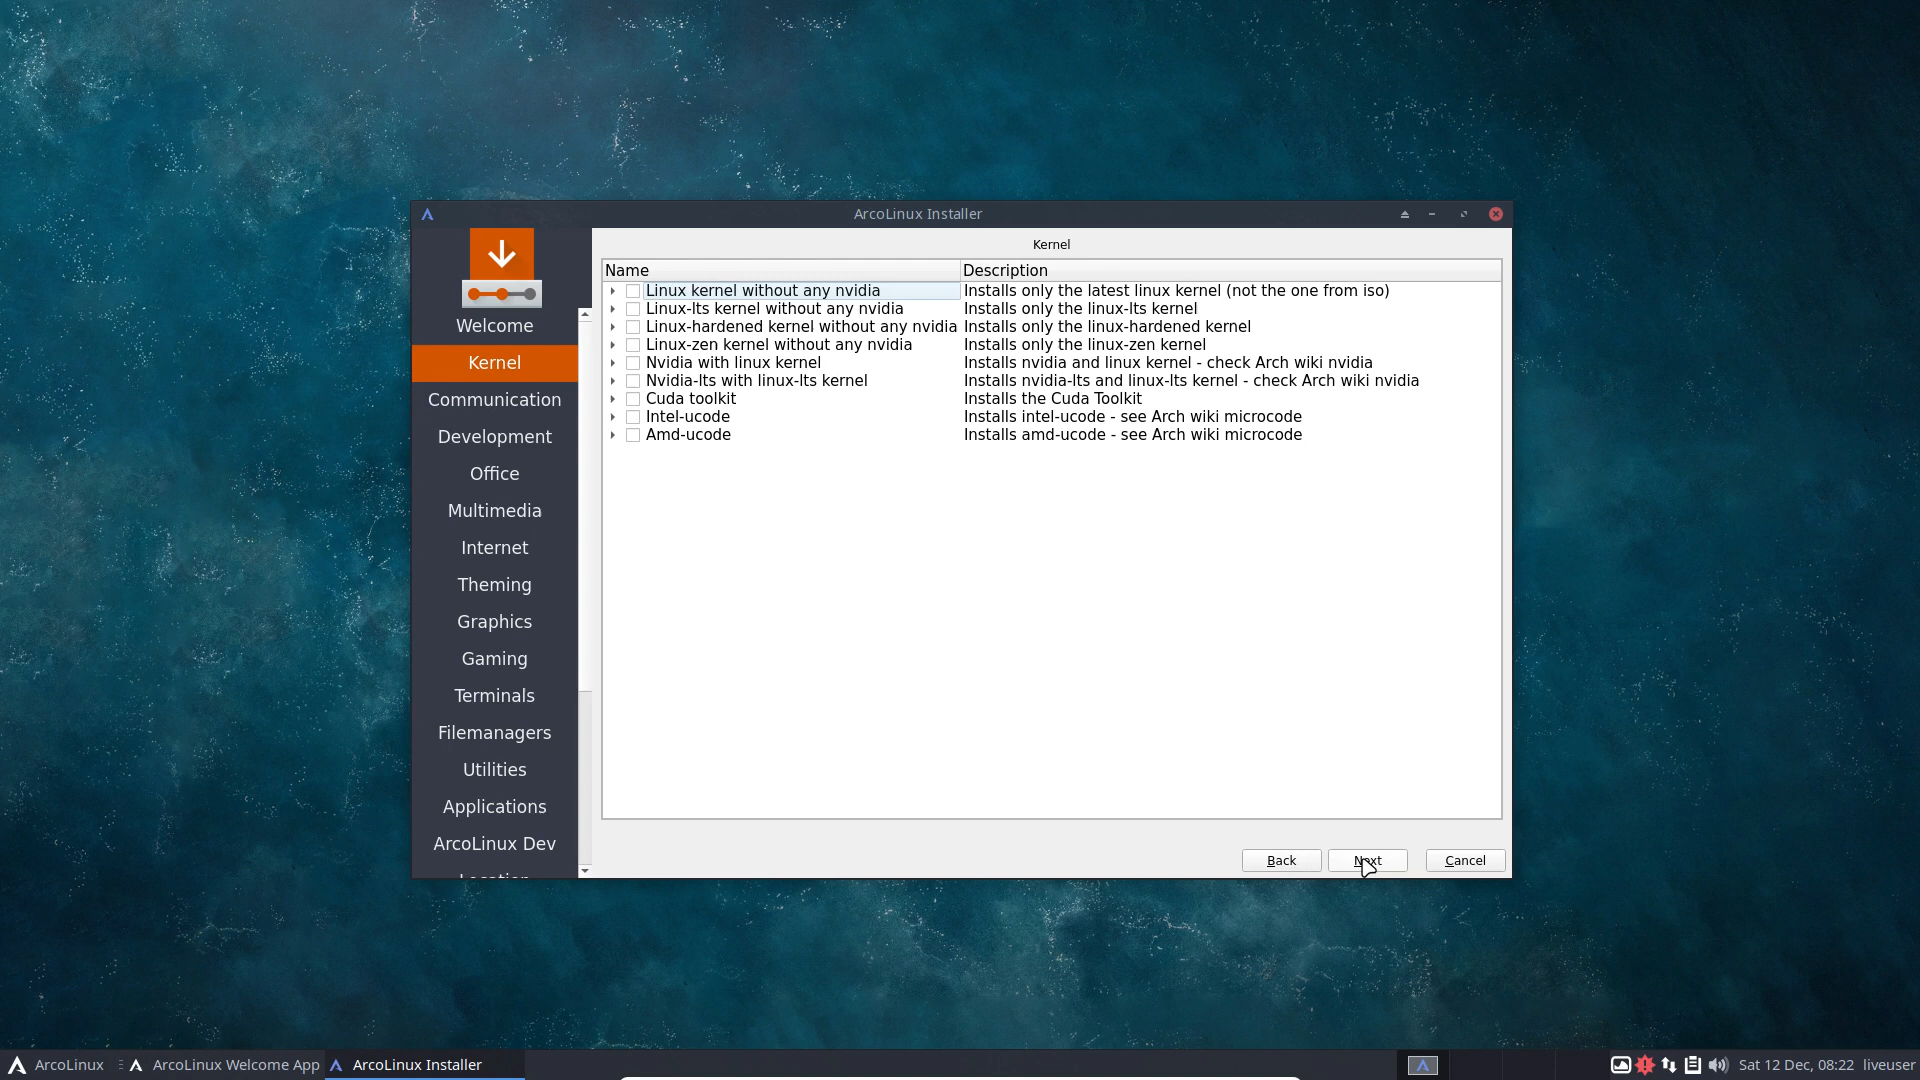 ArcoLinux Installer
Kernel
Name Description
Linux kernel without any nvidia Installs only the latest linux kernel (not the one from iso)
Linux-lts kernel without any nvidia Installs only the linux-lts kernel
Linux-hardened kernel without any nvidia Installs only the linux-hardened kernel
Linux-zen kernel without any nvidia Installs only the linux-zen kernel
Nvidia with linux kernel Installs nvidia and linux kernel - check Arch wiki nvidia
Nvidia-lts with linux-lts kernel Installs nvidia-lts and linux-lts kernel - check Arch wiki nvidia
Cuda toolkit Installs the Cuda Toolkit
Intel-ucode Installs intel-ucode - see Arch wiki microcode
Amd-ucode Installs amd-ucode - see Arch wiki microcode
Welcome
Kernel
Communication
Development
Office
Multimedia
Internet
Theming
Graphics
Gaming
Terminals
Filemanagers
Utilities
Applications
ArcoLinux Dev
Location
Back Next Cancel
ArcoLinux ArcoLinux Welcome App ArcoLinux Installer Sat 12 Dec, 08:22 liveuser